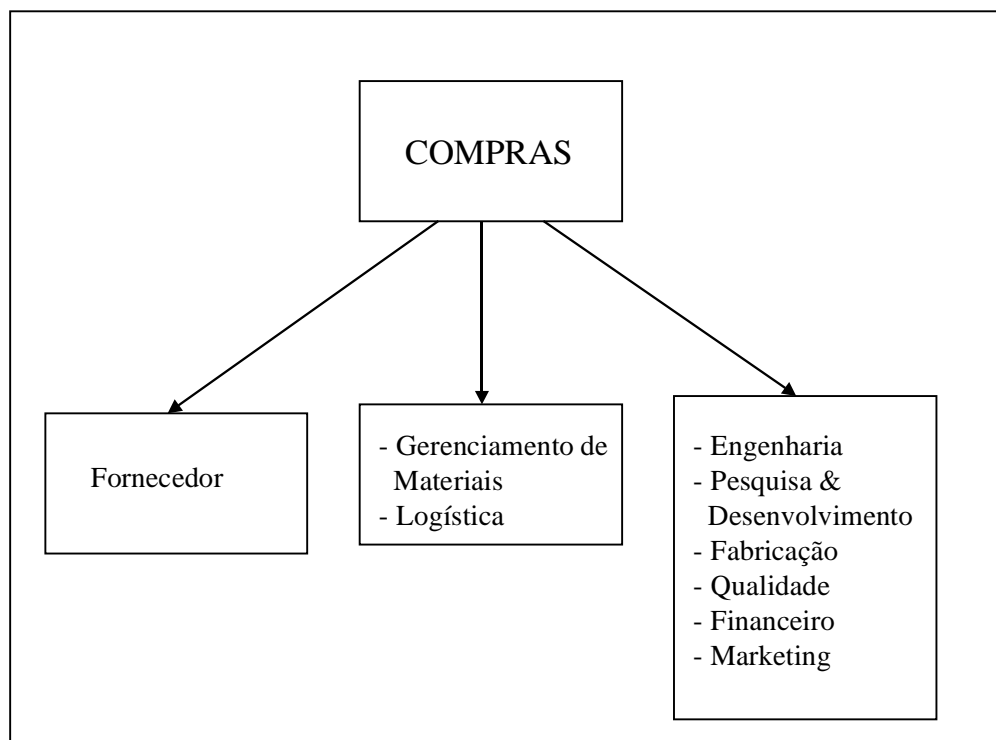 COMPRAS
Fornecedor
- Gerenciamento de
Materiais
- Logística
- Engenharia
- Pesquisa &
Desenvolvimento
- Fabricação
- Qualidade
- Financeiro
- Marketing